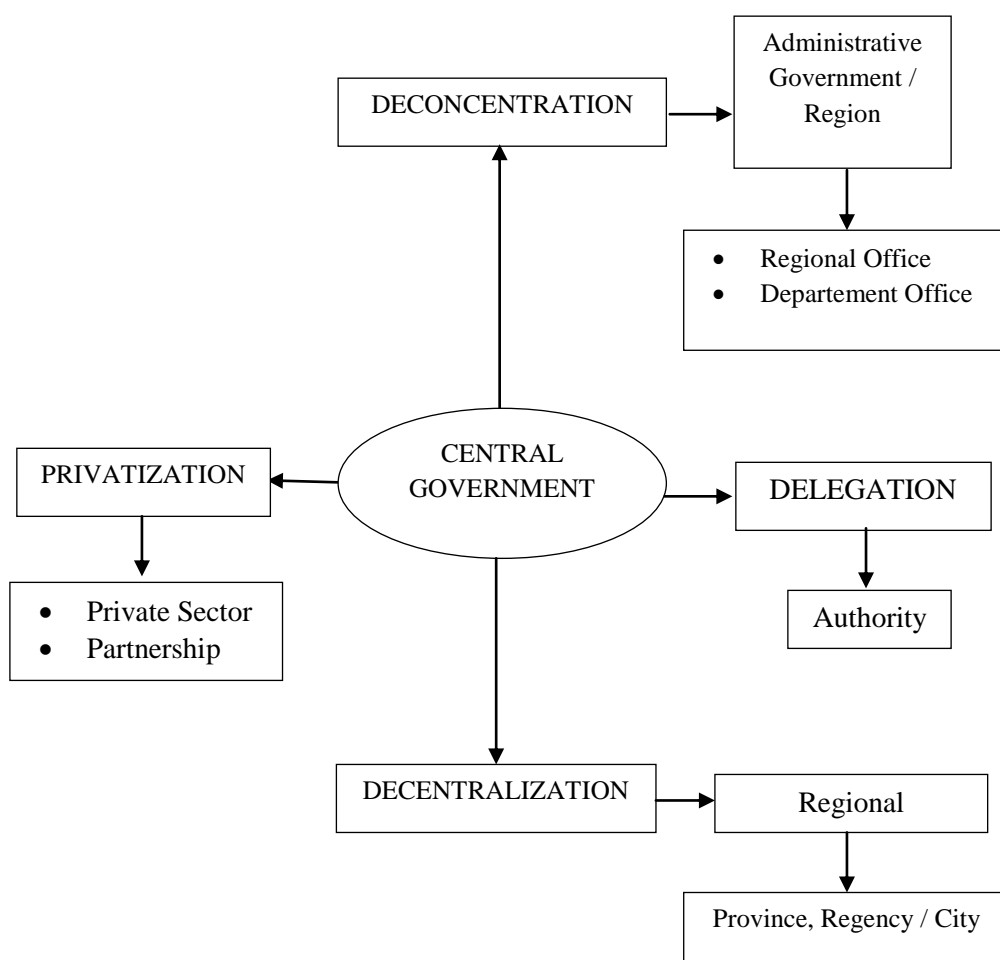 Administrative
Government /
Region
DECONCENTRATION
• Regional Office
• Departement Office
CENTRAL
GOVERNMENT
PRIVATIZATION
DELEGATION
• Private Sector
• Partnership
Authority
DECENTRALIZATION
Regional
Province, Regency / City